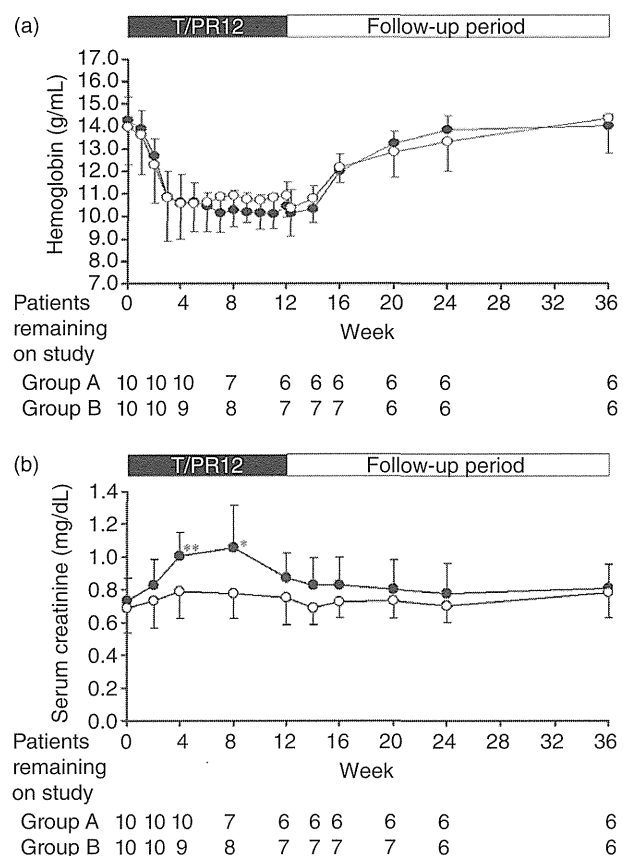 (a)
T/PR12 Follow-up period
Hemoglobin (g/mL)
17.0
16.0
15.0
14.0
13.0
12.0
11.0
10.0
9.0
8.0
7.0
0 4 8 12 16 20 24 28 32 36
Week
Patients
remaining
on study
Group A 10 10 10 7 6 6 6 6 6 6
Group B 10 10 9 8 7 7 7 6 6 6
(b)
T/PR12 Follow-up period
Serum creatinine (mg/dL)
1.4
1.2
1.0
0.8
0.6
0.4
0.2
0.0
** *
0 4 8 12 16 20 24 28 32 36
Week
Patients
remaining
on study
Group A 10 10 10 7 6 6 6 6 6 6
Group B 10 10 9 8 7 7 7 7 6 6